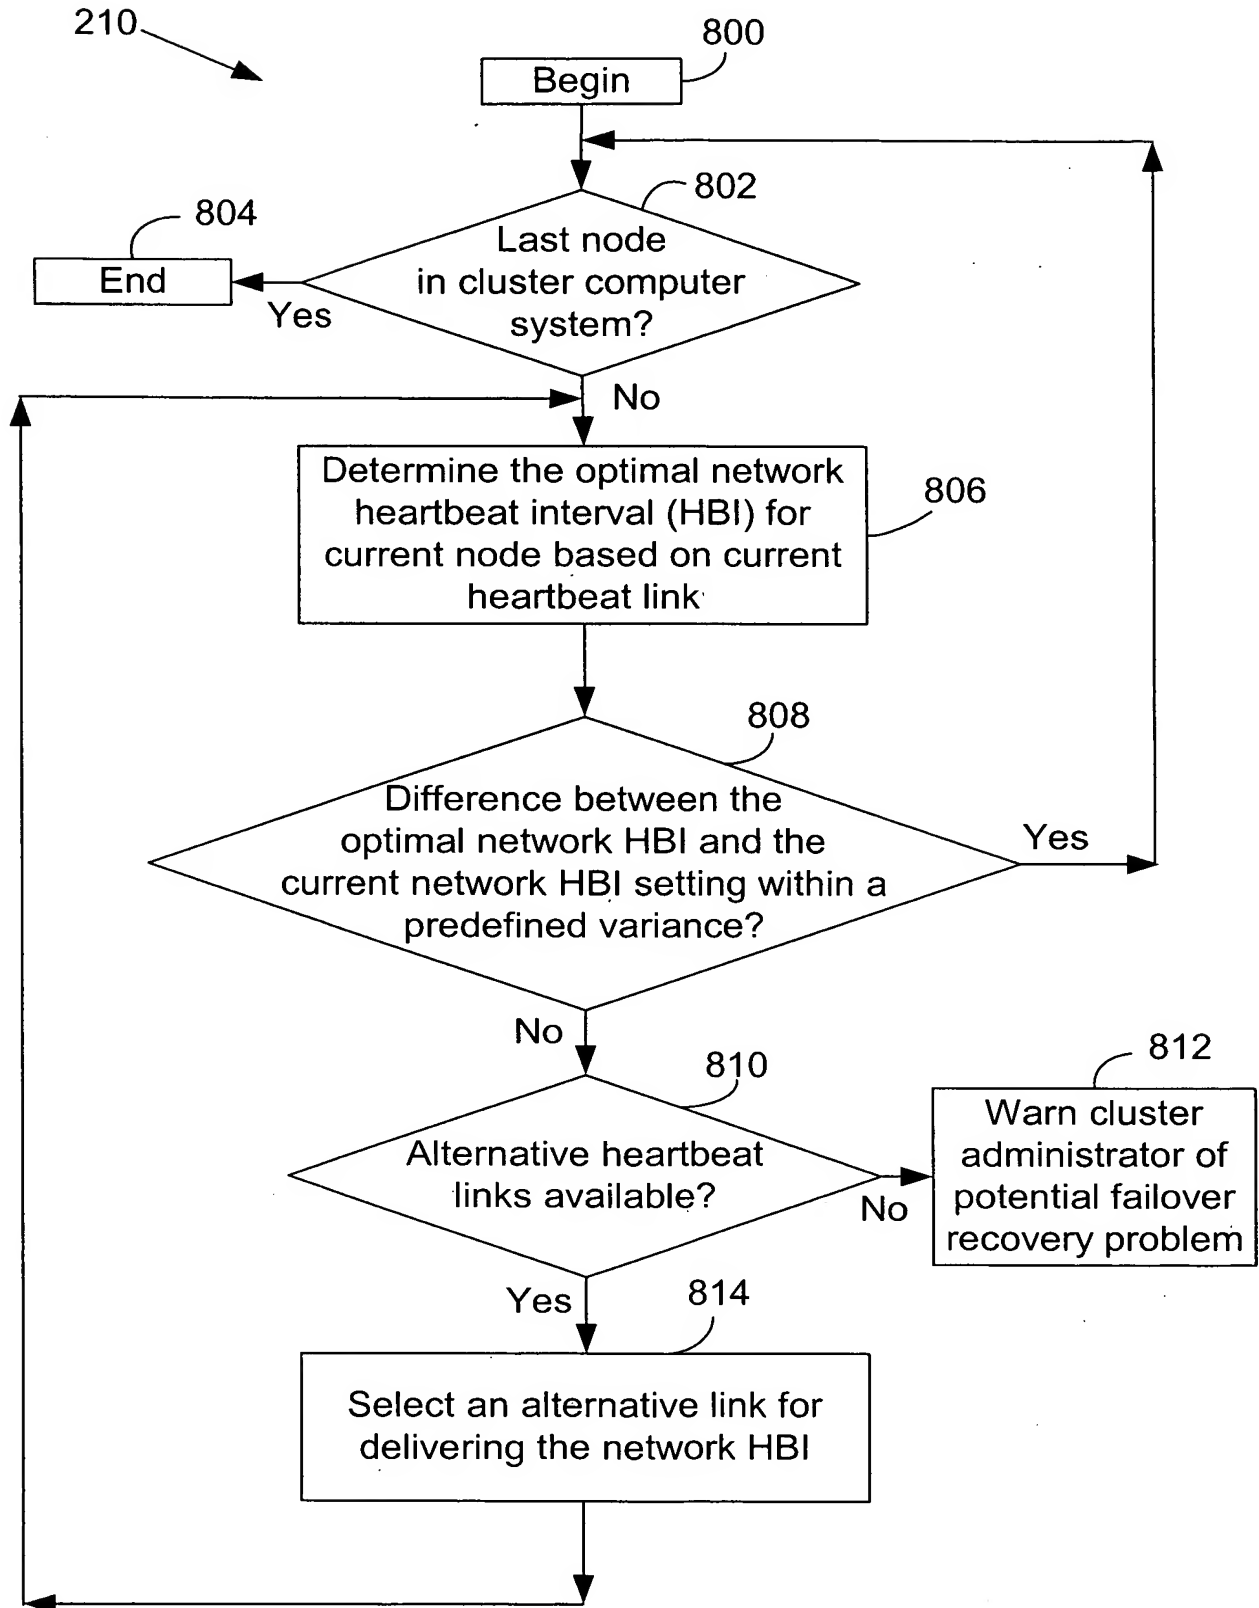 210
800
Begin
802
804
Last node
in cluster computer
system?
End
Yes
No
Determine the optimal network
heartbeat interval (HBI) for
current node based on current
heartbeat link
806
808
Difference between the
optimal network HBI and the
current network HBI setting within a
predefined variance?
Yes
No
810
812
Alternative heartbeat
links available?
No
Warn cluster
administrator of
potential failover
recovery problem
Yes
814
Select an alternative link for
delivering the network HBI